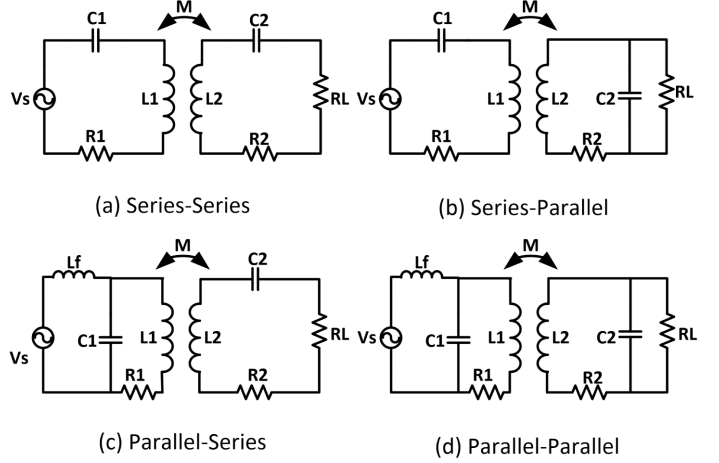 M
C1 C2
Vs L1 L2 RL
R1 R2
(a) Series-Series
M
C1
Vs L1 L2 C2 RL
R1 R2
(b) Series-Parallel
M
Lf C2
Vs C1 L1 L2 RL
R1 R2
(c) Parallel-Series
M
Lf
Vs C1 L1 L2 C2 RL
R1 R2
(d) Parallel-Parallel